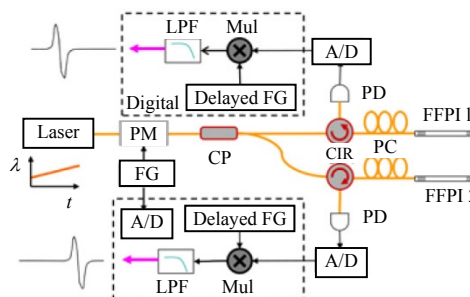 LPF
Mul
A/D
Delayed FG
Digital
PD
FFPI 1
Laser
PM
CP
CIR
PC
λ
t
FG
FFPI 2
A/D
Delayed FG
PD
LPF
Mul
A/D